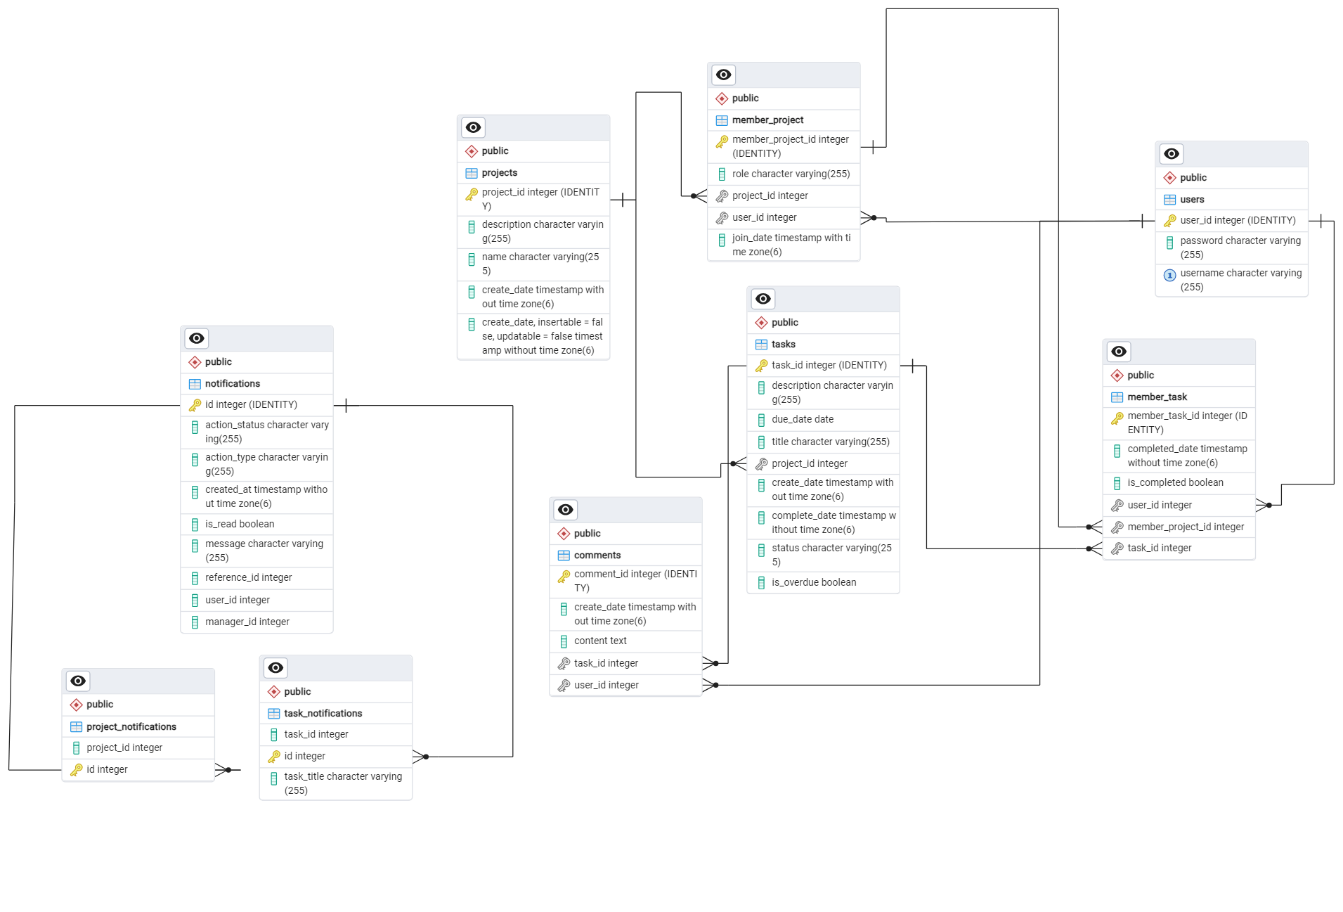 public
member_project
member_project_id integer
(IDENTITY)
role character varying(255)
project_id integer
user_id integer
join_date timestamp with ti
me zone(6)
public
projects
project_id integer (IDENTIT
Y)
description character varyin
g(255)
name character varying(25
5)
create_date timestamp with
out time zone(6)
create_date, insertable = fal
se, updatable = false timest
amp without time zone(6)
public
users
user_id integer (IDENTITY)
password character varying
(255)
1
username character varying
(255)
public
tasks
task_id integer (IDENTITY)
description character varyin
g(255)
due_date date
title character varying(255)
project_id integer
create_date timestamp with
out time zone(6)
complete_date timestamp w
ithout time zone(6)
status character varying(25
5)
is_overdue boolean
public
notifications
id integer (IDENTITY)
action_status character vary
ing(255)
action_type character varyin
g(255)
created_at timestamp witho
ut time zone(6)
is_read boolean
message character varying
(255)
reference_id integer
user_id integer
manager_id integer
public
member_task
member_task_id integer (ID
ENTITY)
completed_date timestamp
without time zone(6)
is_completed boolean
user_id integer
member_project_id integer
task_id integer
public
comments
comment_id integer (IDENTI
TY)
create_date timestamp with
out time zone(6)
content text
task_id integer
user_id integer
public
project_notifications
project_id integer
id integer
public
task_notifications
task_id integer
id integer
task_title character varying
(255)